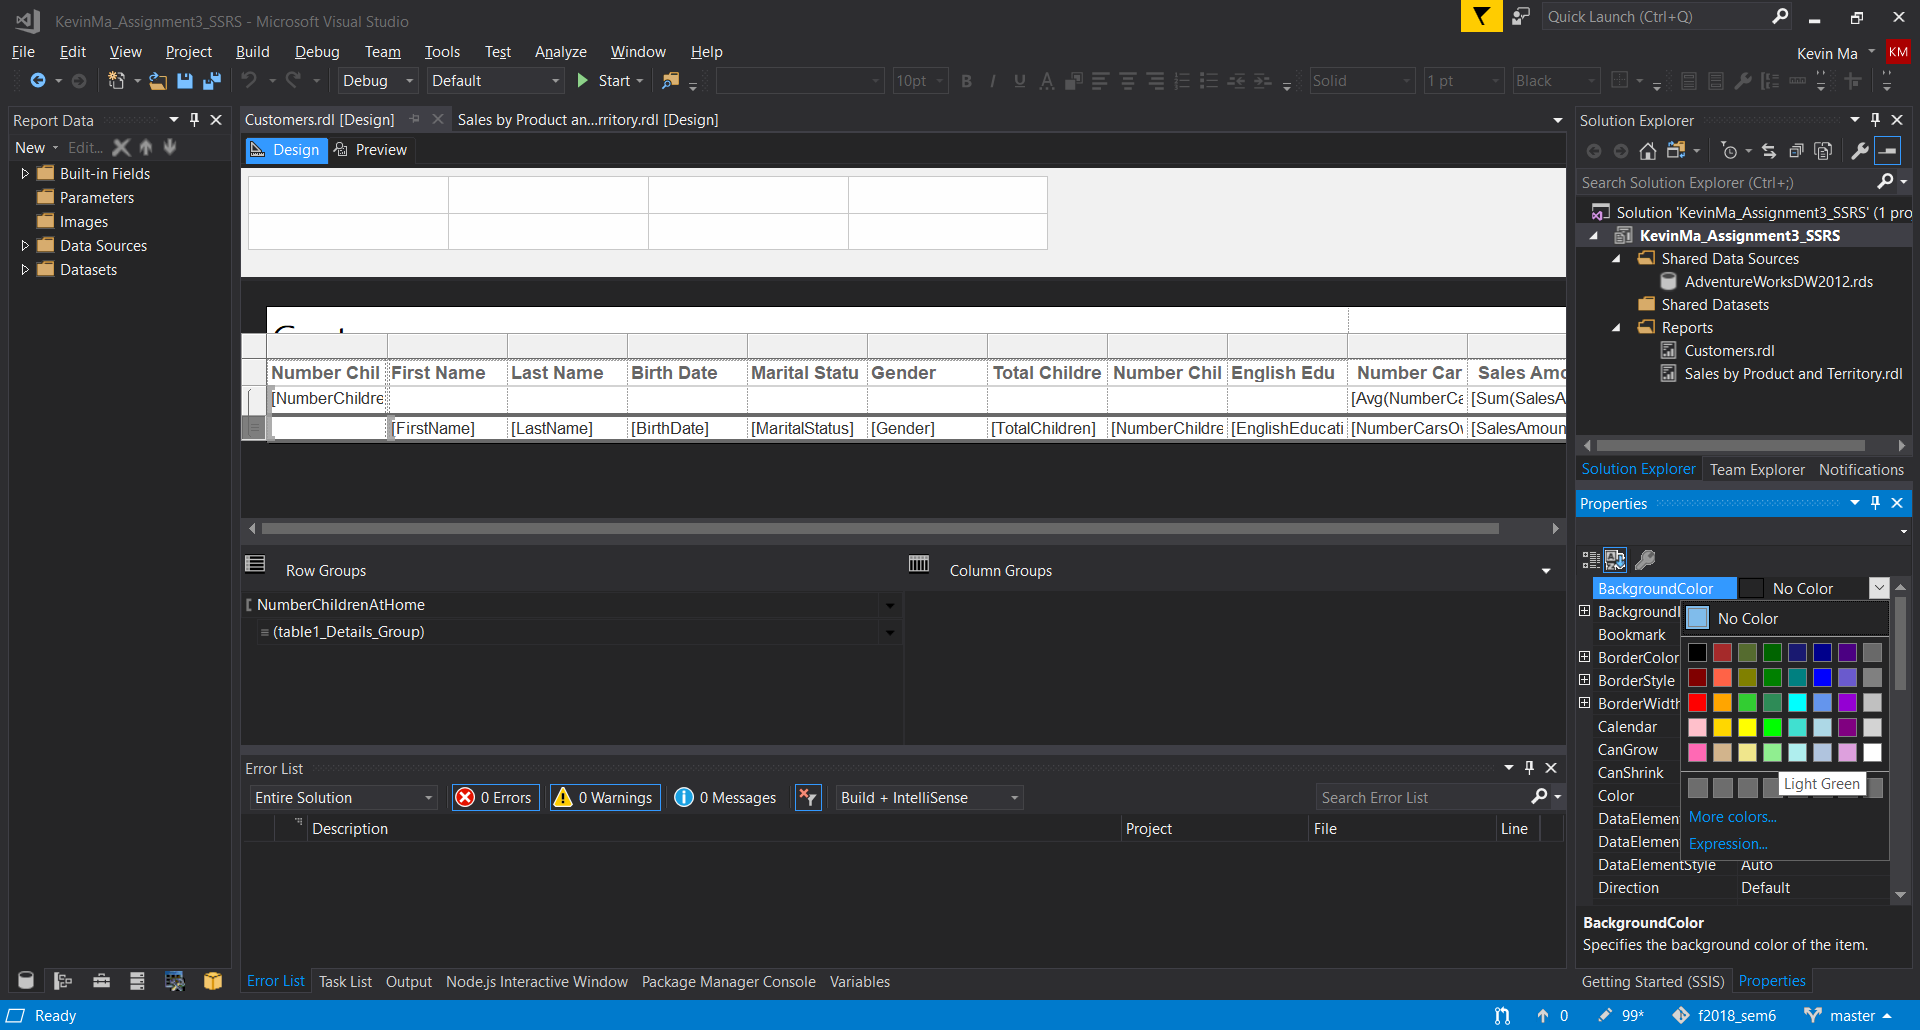 KevinMa_Assignment3_SSRS - Microsoft Visual Studio
Quick Launch (Ctrl+Q)
File Edit View Project Build Debug Team Tools Test Analyze Window Help
Kevin Ma KM
Debug Default Start 10pt B I U A Solid 1 pt Black
Report Data
New Edit...
Built-in Fields
Parameters
Images
Data Sources
Datasets
Customers.rdl [Design] Sales by Product an...rritory.rdl [Design]
Design Preview
Number Chil First Name Last Name Birth Date Marital Statu Gender Total Childre Number Chil English Edu Number Car Sales Amo
[NumberChildre [Avg(NumberCa [Sum(SalesA
[FirstName] [LastName] [BirthDate] [MaritalStatus] [Gender] [TotalChildren] [NumberChildre [EnglishEducati [NumberCarsOv [SalesAmoun
Row Groups Column Groups
NumberChildrenAtHome
(table1_Details_Group)
Error List
Entire Solution 0 Errors 0 Warnings 0 Messages Build + IntelliSense Search Error List
Description Project File Line
Error List Task List Output Node.js Interactive Window Package Manager Console Variables
Solution Explorer
Search Solution Explorer (Ctrl+;)
Solution 'KevinMa_Assignment3_SSRS' (1 pro
KevinMa_Assignment3_SSRS
Shared Data Sources
AdventureWorksDW2012.rds
Shared Datasets
Reports
Customers.rdl
Sales by Product and Territory.rdl
Solution Explorer Team Explorer Notifications
Properties
BackgroundColor No Color
BackgroundI No Color
Bookmark
BorderColor
BorderStyle
BorderWidth
Calendar
CanGrow
CanShrink
Light Green
Color
DataElemen More colors...
DataElemen Expression...
DataElementStyle Auto
Direction Default
BackgroundColor
Specifies the background color of the item.
Getting Started (SSIS) Properties
Ready 0 99* f2018_sem6 master